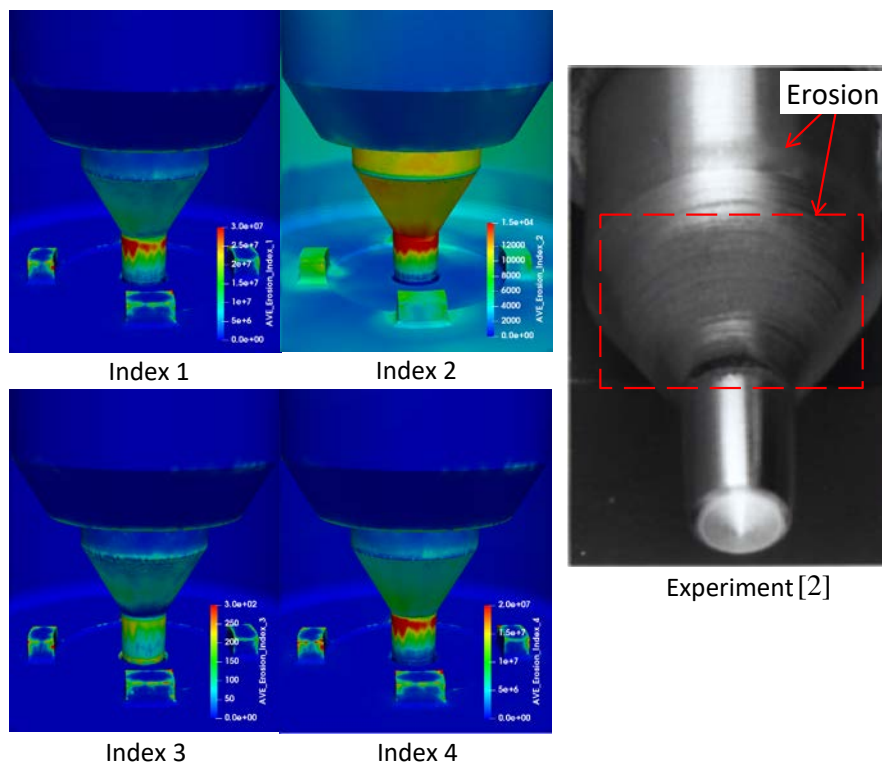 3.0e+07
2.5e+7
2e+7
1.5e+7
1e+7
5e+6
0.0e+00
AVE_Erosion_Index_1
Index 1
1.5e+04
12000
10000
8000
6000
4000
2000
0.0e+00
AVE_Erosion_Index_2
Index 2
Erosion
Experiment [2]
3.0e+02
250
200
150
100
50
0.0e+00
AVE_Erosion_Index_3
Index 3
2.0e+07
1.5e+7
1e+7
5e+6
0.0e+00
AVE_Erosion_Index_4
Index 4